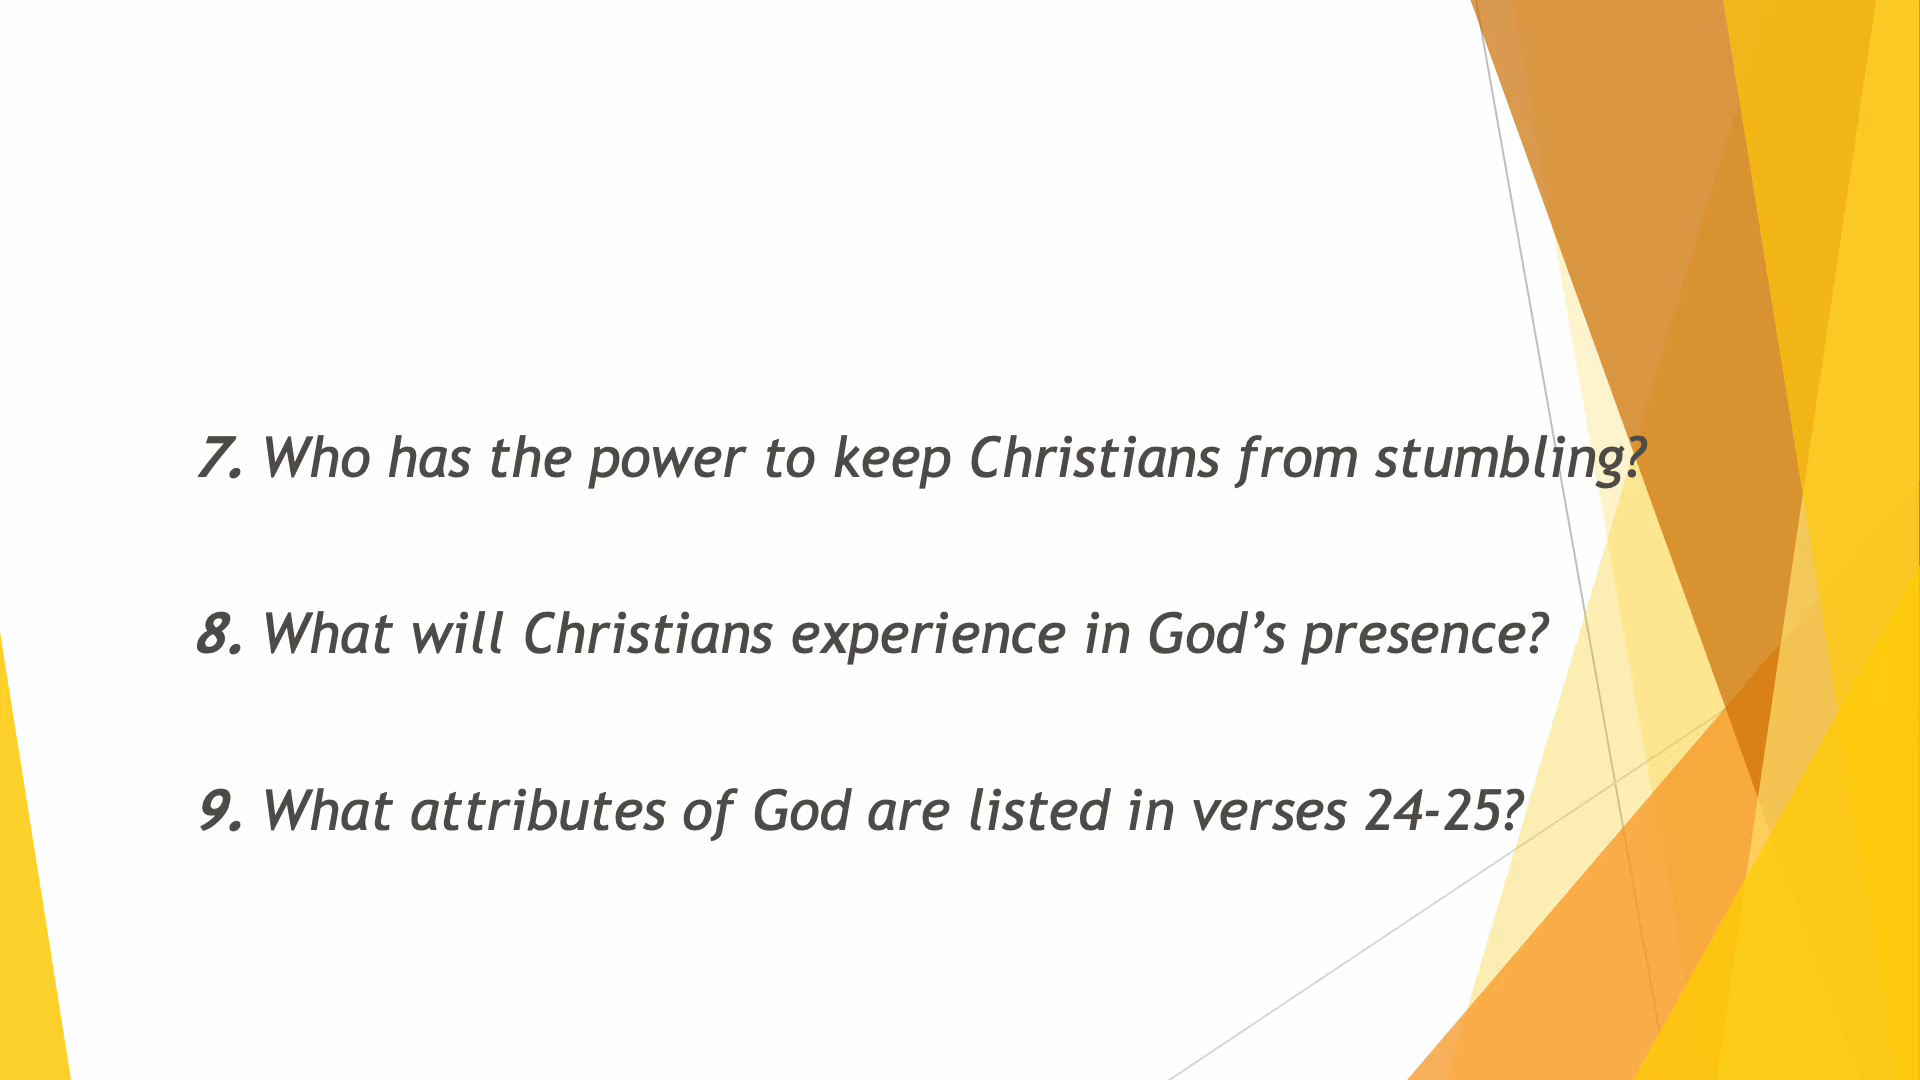 7. Who has the power to keep Christians from stumbling?
8. What will Christians experience in God’s presence?
9. What attributes of God are listed in verses 24-25?